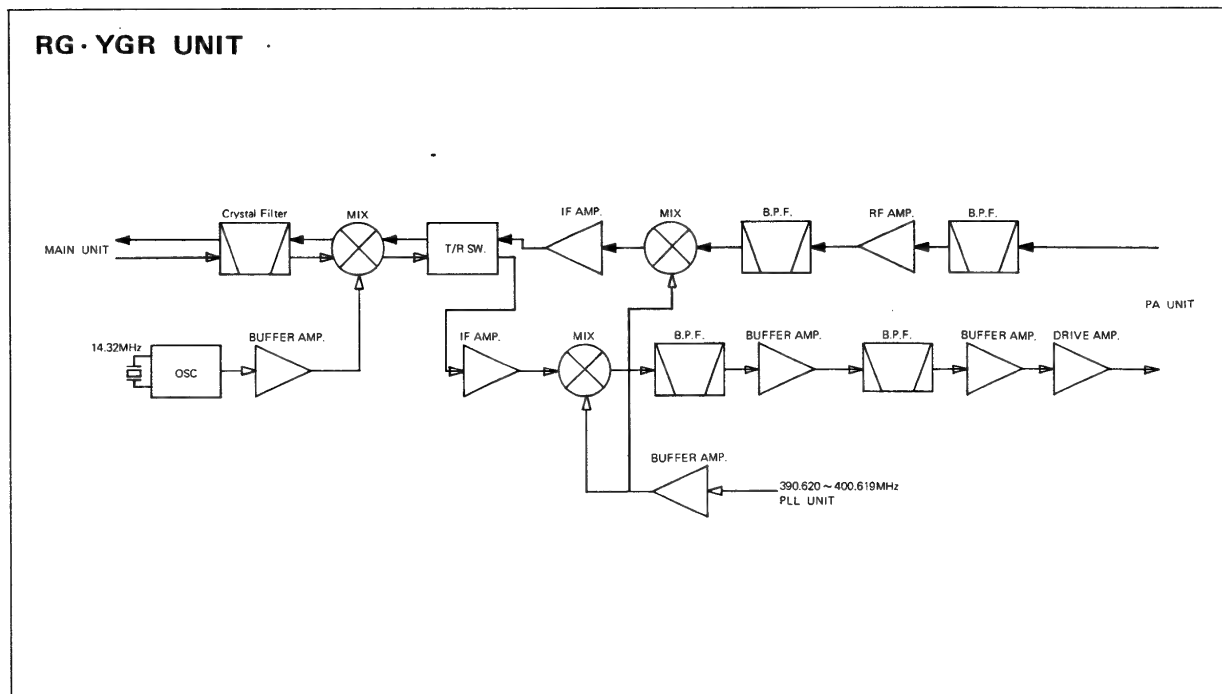 RG · YGR UNIT
Crystal Filter
MIX
IF AMP.
MIX
B.P.F.
RF AMP.
B.P.F.
MAIN UNIT
T/R SW.
PA UNIT
14.32MHz
OSC
BUFFER AMP.
IF AMP.
MIX
B.P.F.
BUFFER AMP.
B.P.F.
BUFFER AMP.
DRIVE AMP.
BUFFER AMP.
390.620~400.619MHz
PLL UNIT